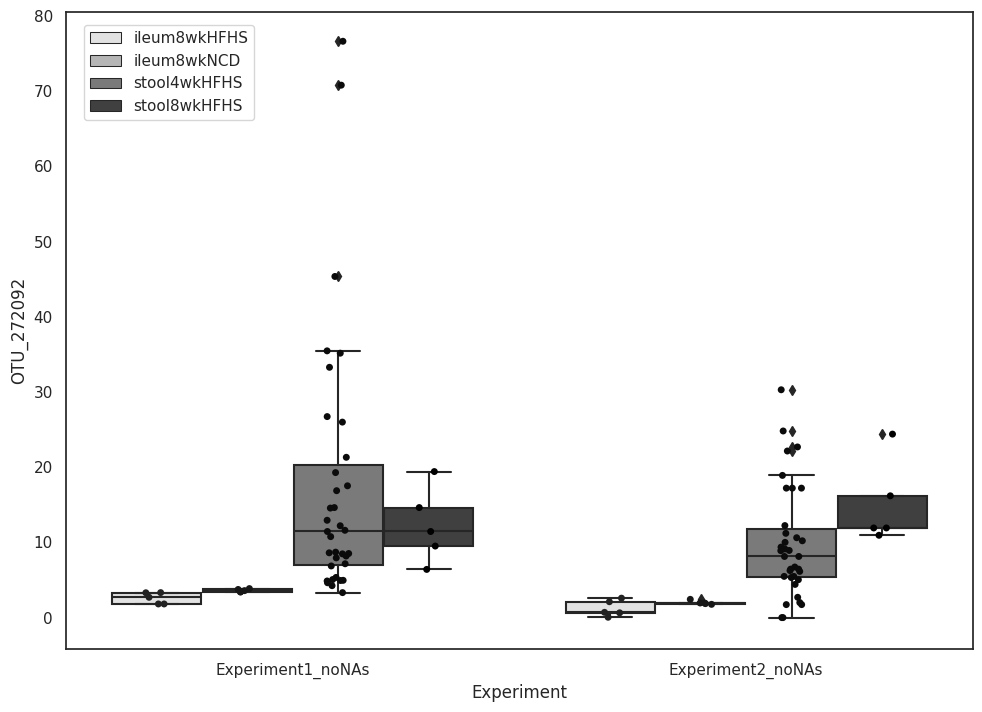 ileum8wkHFHS
ileum8wkNCD
stool4wkHFHS
stool8wkHFHS
80
70
60
50
40
30
20
10
0
OTU_272092
Experiment1_noNAs
Experiment2_noNAs
Experiment